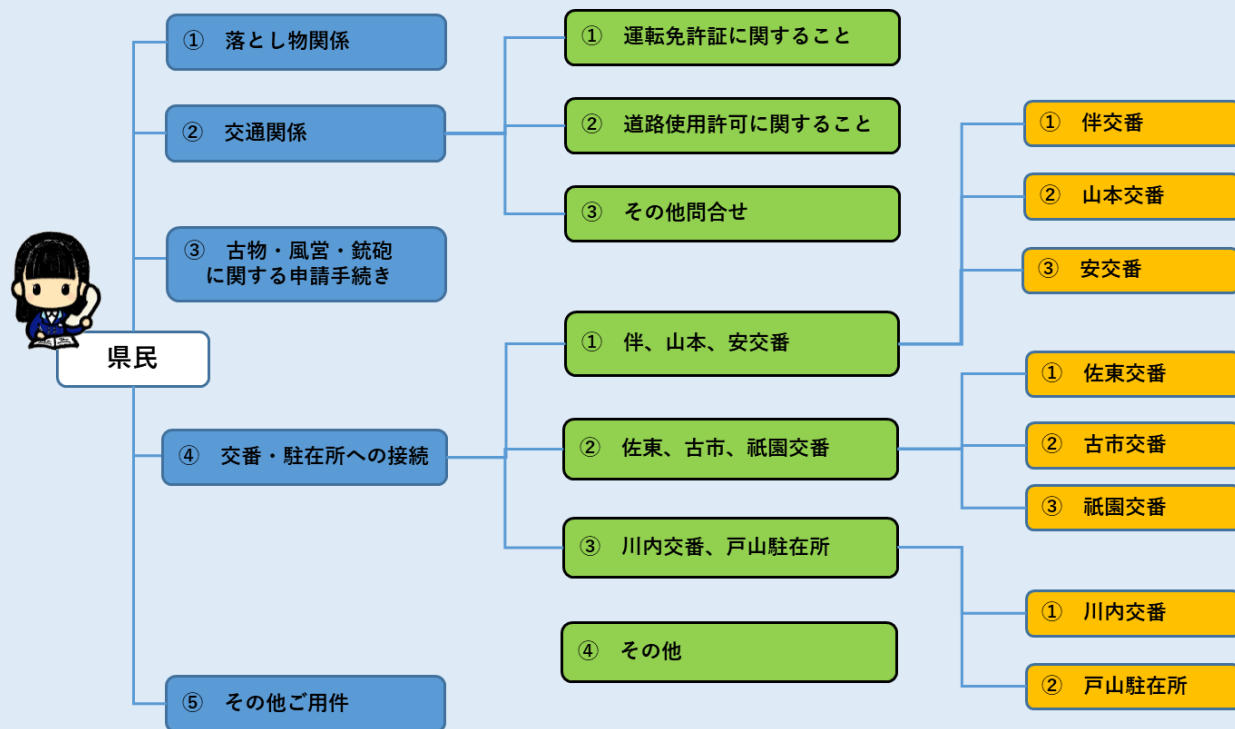 県民
① 落とし物関係
② 交通関係
③ 古物・風営・銃砲
に関する申請手続き
④ 交番・駐在所への接続
⑤ その他ご用件
① 運転免許証に関すること
② 道路使用許可に関すること
③ その他問合せ
① 伴、山本、安交番
② 佐東、古市、祇園交番
③ 川内交番、戸山駐在所
④ その他
① 伴交番
② 山本交番
③ 安交番
① 佐東交番
② 古市交番
③ 祇園交番
① 川内交番
② 戸山駐在所